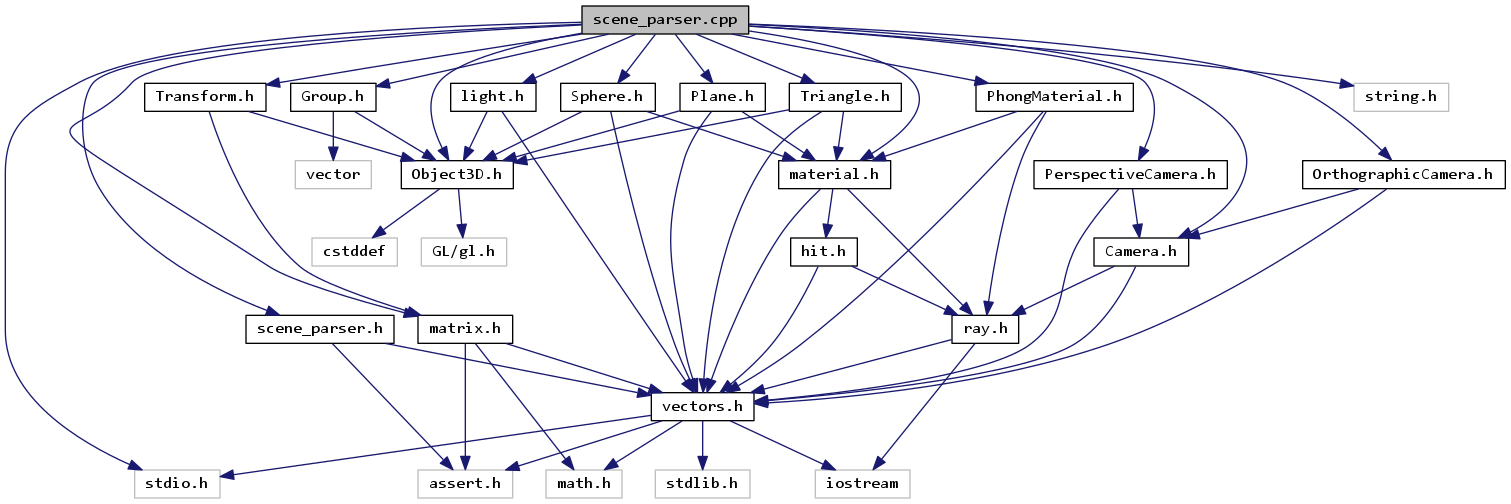 scene_parser.cpp
Transform.h
Group.h
light.h
Sphere.h
Plane.h
Triangle.h
PhongMaterial.h
string.h
vector
Object3D.h
material.h
PerspectiveCamera.h
OrthographicCamera.h
cstddef
GL/gl.h
hit.h
Camera.h
scene_parser.h
matrix.h
ray.h
vectors.h
stdio.h
assert.h
math.h
stdlib.h
iostream